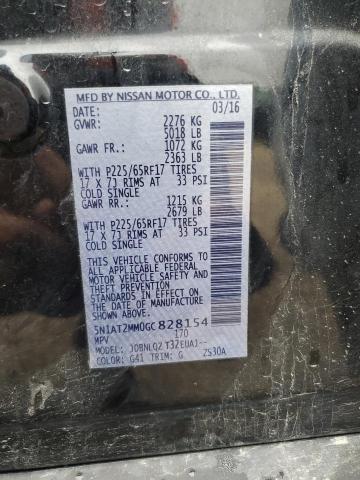 MFD BY NISSAN MOTOR CO., LTD.
DATE: 03/16
GVWR: 2276 KG
5018 LB
GAWR FR.: 1072 KG
2363 LB
WITH P225/65RF17 TIRES
17 X 7J RIMS AT 33 PSI
COLD SINGLE
GAWR RR.: 1215 KG
2679 LB
WITH P225/65RF17 TIRES
17 X 7J RIMS AT 33 PSI
COLD SINGLE
THIS VEHICLE CONFORMS TO ALL
APPLICABLE FEDERAL MOTOR
VEHICLE SAFETY AND BUMPER AND
THEFT PREVENTION STANDARDS IN
EFFECT ON THE DATE OF
MANUFACTURE SHOWN ABOVE.
5N1AT2MM0GC828154
MPV 170
MODEL: JDBNLQZ T32EUAJ--
COLOR: G41 TRIM: G ZS30A